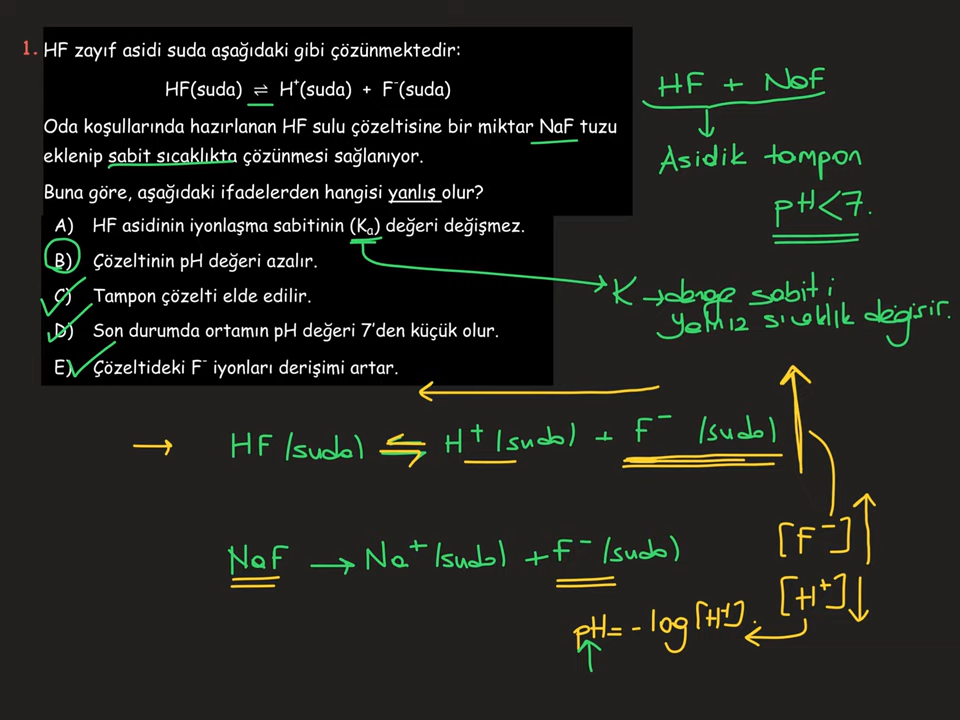 1. HF zayıf asidi suda aşağıdaki gibi çözünmektedir:
HF(suda) ⇌ H⁺(suda) + F⁻(suda)
Oda koşullarında hazırlanan HF sulu çözeltisine bir miktar NaF tuzu
eklenip sabit sıcaklıkta çözünmesi sağlanıyor.
Buna göre, aşağıdaki ifadelerden hangisi yanlış olur?
A) HF asidinin iyonlaşma sabitinin (Kₐ) değeri değişmez.
B) Çözeltinin pH değeri azalır.
C) Tampon çözelti elde edilir.
D) Son durumda ortamın pH değeri 7'den küçük olur.
E) Çözeltideki F⁻ iyonları derişimi artar.
HF + NaF
↓
Asidik tampon
pH<7.
K → denge sabiti
yalnız sıcaklık değişir.
→ HF (suda) ⇌ H⁺ (suda) + F⁻ (suda)
NaF → Na⁺ (suda) + F⁻ (suda)
[F⁻] ↑
[H⁺] ↓
pH = - log [H⁺].